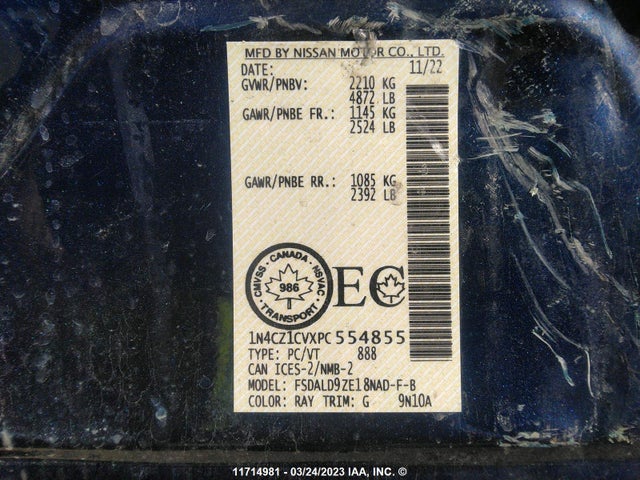 MFD BY NISSAN MOTOR CO., LTD.
DATE: 11/22
GVWR/PNBV: 2210 KG
4872 LB
GAWR/PNBE FR.: 1145 KG
2524 LB
GAWR/PNBE RR.: 1085 KG
2392 LB
CMVSS · CANADA · NSVAC · TRANSPORT ·
986
EC
1N4CZ1CVXPC554855
TYPE: PC/VT 888
CAN ICES-2/NMB-2
MODEL: FSDALD9ZE18NAD-F-B
COLOR: RAY TRIM: G 9N10A
11714981 - 03/24/2023 IAA, INC. ©